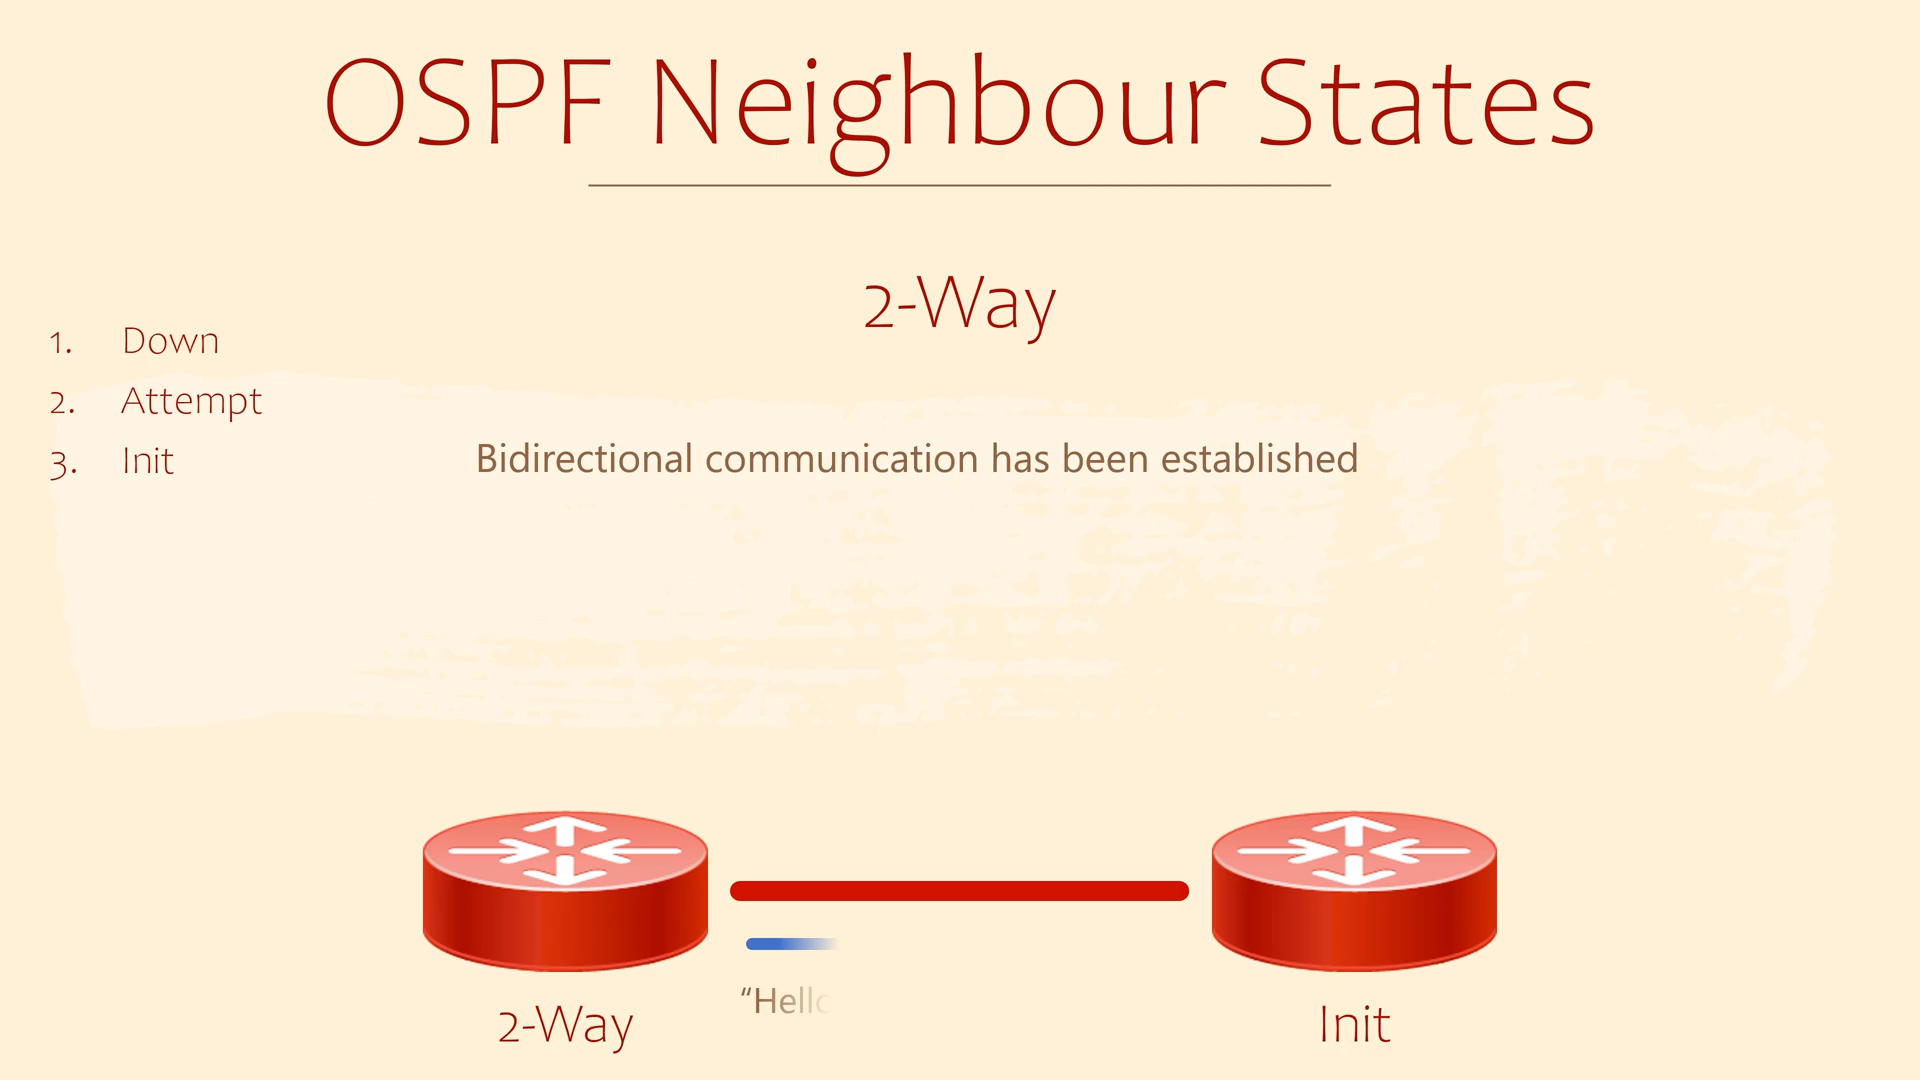 OSPF Neighbour States
2-Way
1. Down
2. Attempt
3. Init
Bidirectional communication has been established
“Hello
2-Way
Init